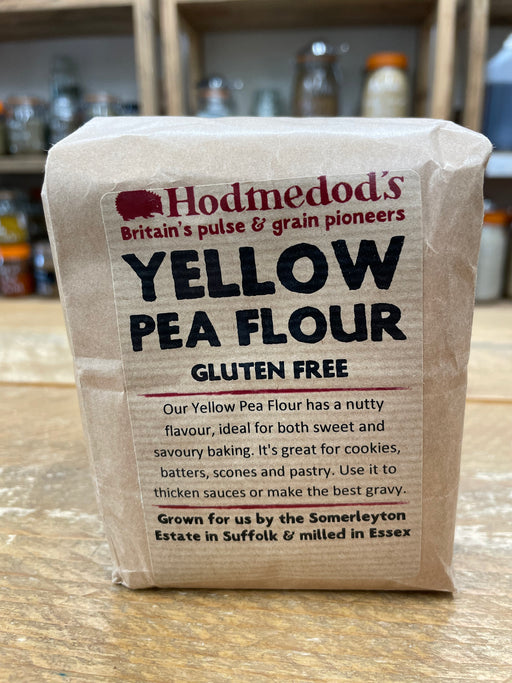 Hodmedod's
Britain's pulse & grain pioneers
YELLOW
PEA FLOUR
GLUTEN FREE
Our Yellow Pea Flour has a nutty
flavour, ideal for both sweet and
savoury baking. It's great for cookies,
batters, scones and pastry. Use it to
thicken sauces or make the best gravy.
Grown for us by the Somerleyton
Estate in Suffolk & milled in Essex